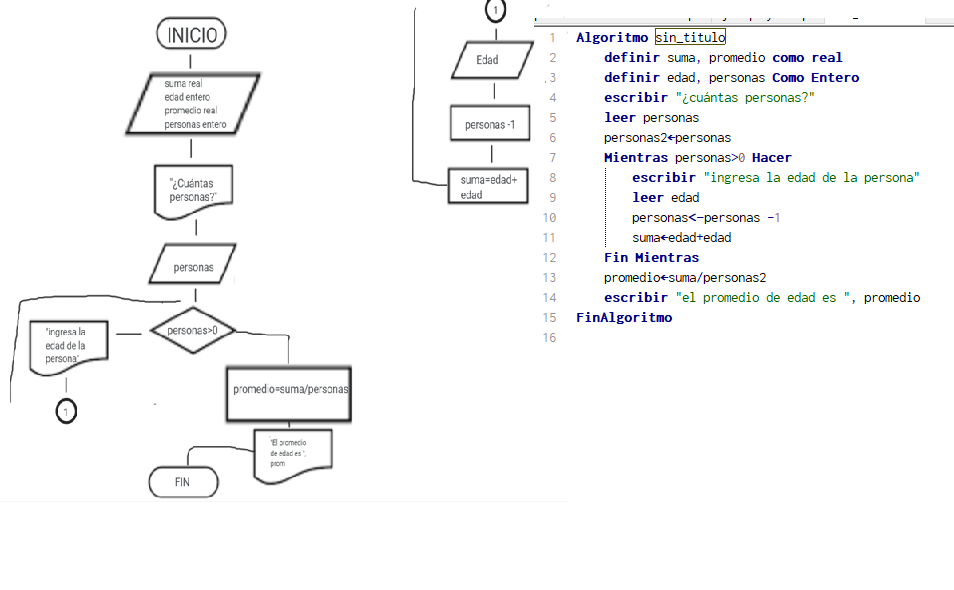 INICIO
suma real
edad entero
promedio real
personas entero
"¿Cuántas
personas?"
personas
personas>0
"ingresa la
edad de la
persona"
1
promedio=suma/personas
"El promedio
de edad es ",
prom
FIN
1
Edad
personas -1
suma=edad+
edad
1 Algoritmo sin_titulo
2 definir suma, promedio como real
3 definir edad, personas Como Entero
4 escribir "¿cuántas personas?"
5 leer personas
6 personas2←personas
7 Mientras personas>0 Hacer
8 escribir "ingresa la edad de la persona"
9 leer edad
10 personas<-personas -1
11 suma←edad+edad
12 Fin Mientras
13 promedio←suma/personas2
14 escribir "el promedio de edad es ", promedio
15 FinAlgoritmo
16